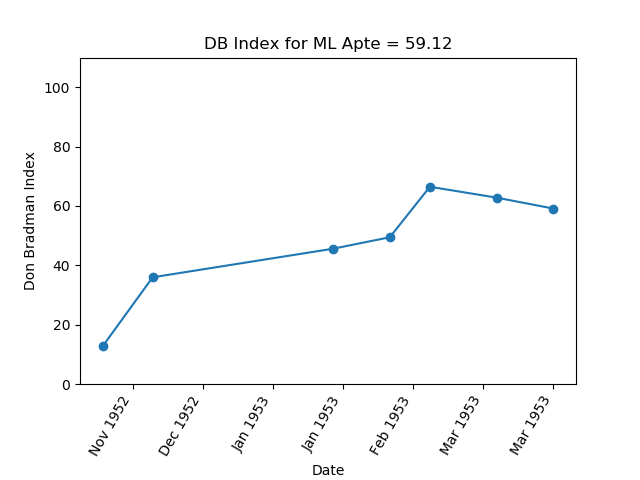 DB Index for ML Apte = 59.12
100
80
60
40
20
0
Don Bradman Index
Nov 1952
Dec 1952
Jan 1953
Jan 1953
Feb 1953
Mar 1953
Mar 1953
Date